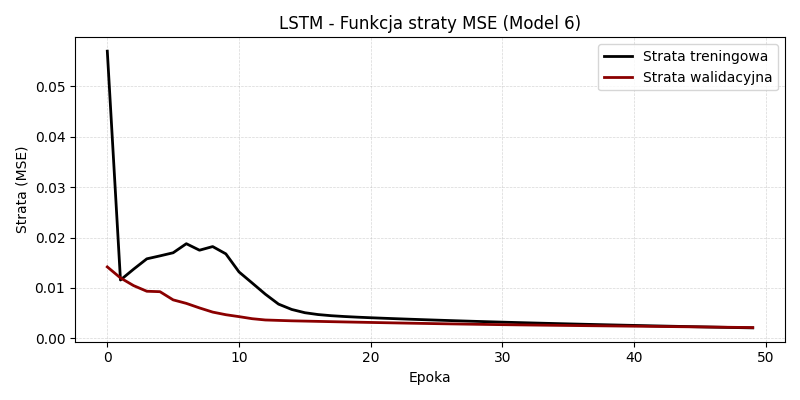 LSTM - Funkcja straty MSE (Model 6)
Strata treningowa
Strata walidacyjna
Strata (MSE)
0.05
0.04
0.03
0.02
0.01
0.00
0 10 20 30 40 50
Epoka